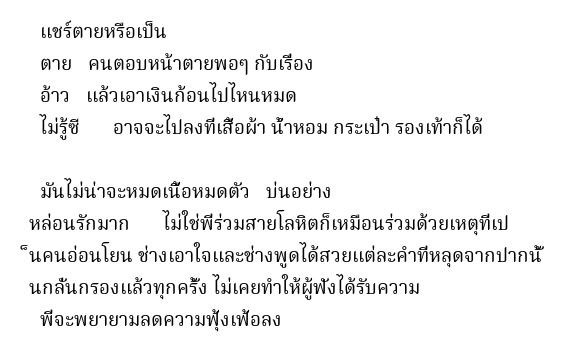 แชร์ตายหรือเป็น
ตาย คนตอบหน้าตายพอๆ กับเรื่อง
อ้าว แล้วเอาเงินก้อนไปไหนหมด
ไม่รู้ซี อาจจะไปลงที่เสื้อผ้า น้ำหอม กระเป๋า รองเท้าก็ได้
มันไม่น่าจะหมดเนื้อหมดตัว บ่นอย่าง
หล่อนรักมาก ไม่ใช่พี่ร่วมสายโลหิตก็เหมือนร่วมด้วยเหตุที่เป
็นคนอ่อนโยน ช่างเอาใจและช่างพูดได้สวยแต่ละคำที่หลุดจากปากนั้
นกลั่นกรองแล้วทุกครั้ง ไม่เคยทำให้ผู้ฟังได้รับความ
พี่จะพยายามลดความฟุ้งเฟ้อลง